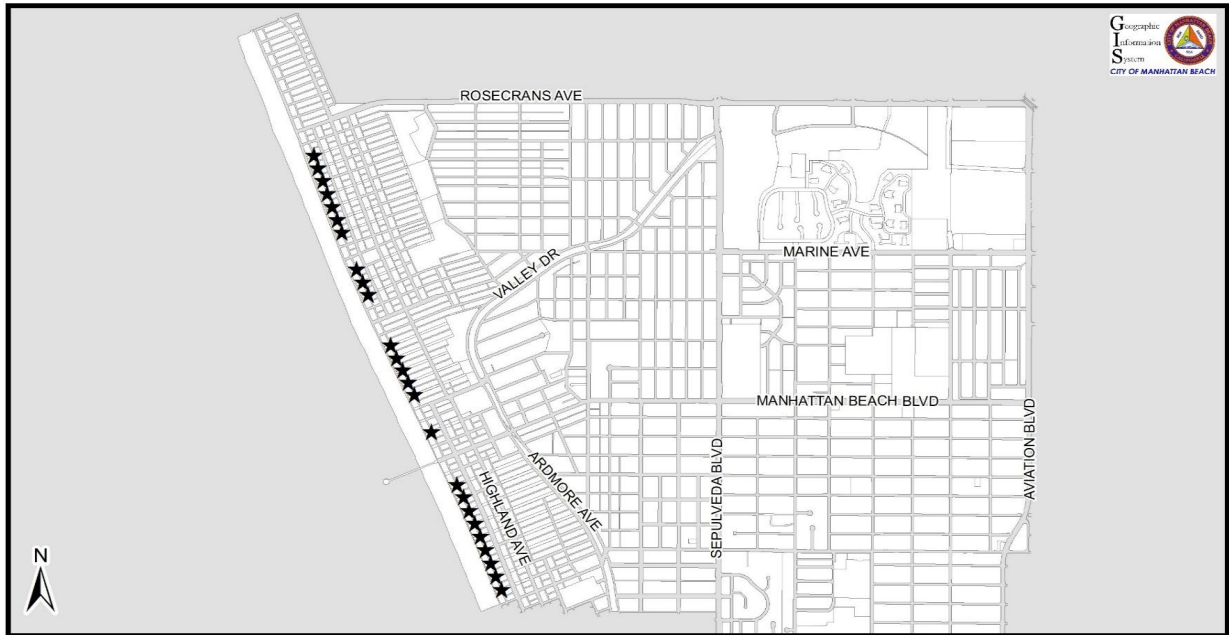 Geographic
Information
System
CITY OF MANHATTAN BEACH
ROSECRANS AVE
MARINE AVE
VALLEY DR
MANHATTAN BEACH BLVD
AVIATION BLVD
SEPULVEDA BLVD
ARDMORE AVE
HIGHLAND AVE
N